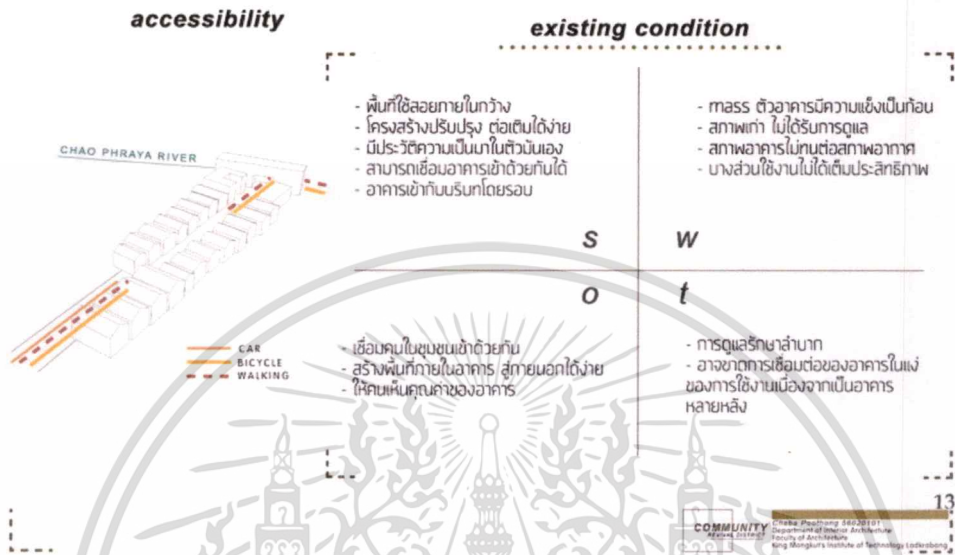 accessibility
existing condition
CHAO PHRAYA RIVER
CAR
BICYCLE
WALKING
- พื้นที่ใช้สอยภายในกว้าง
- โครงสร้างปรับปรุง ต่อเติมได้ง่าย
- มีประวัติความเป็นมาในตัวมันเอง
- สามารถเชื่อมอาคารเข้าด้วยกันได้
- อาคารเข้ากับบริบทโดยรอบ
S
- mass ตัวอาคารมีความแข็งเป็นก้อน
- สภาพเก่า ไม่ได้รับการดูแล
- สภาพอาคารไม่ทนต่อสภาพอากาศ
- บางส่วนใช้งานไม่ได้เต็มประสิทธิภาพ
W
O
- เชื่อมคนในชุมชนเข้าด้วยกัน
- สร้างพื้นที่ภายในอาคาร สู่ภายนอกได้ง่าย
- ให้คนเห็นคุณค่าของอาคาร
t
- การดูแลรักษาลำบาก
- อาจขาดการเชื่อมต่อของอาคารในแง่
ของการใช้งานเนื่องจากเป็นอาคาร
หลายหลัง
13
COMMUNITY
REVIVAL DISTRICT
Chaba Poathong 56020101
Department of Interior Architecture
Faculty of Architecture
King Mongkut's Institute of Technology Ladkrabang